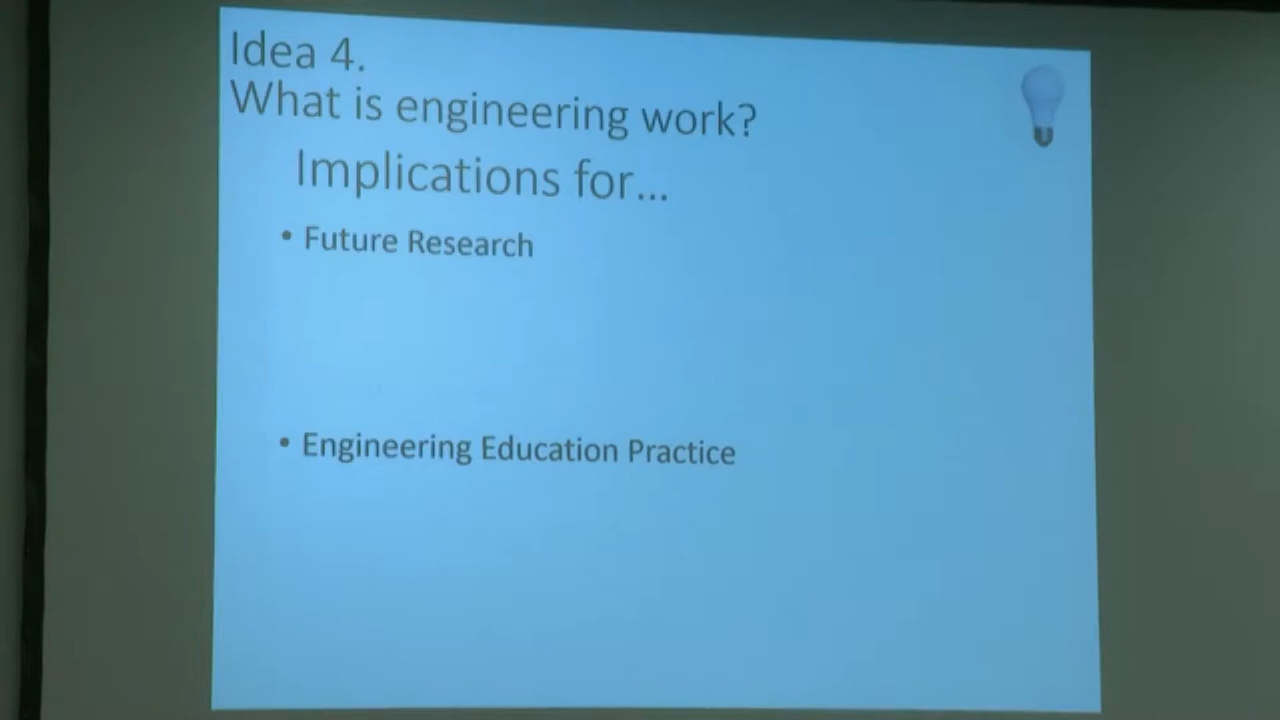 Idea 4.
What is engineering work?
Implications for...
• Future Research
• Engineering Education Practice